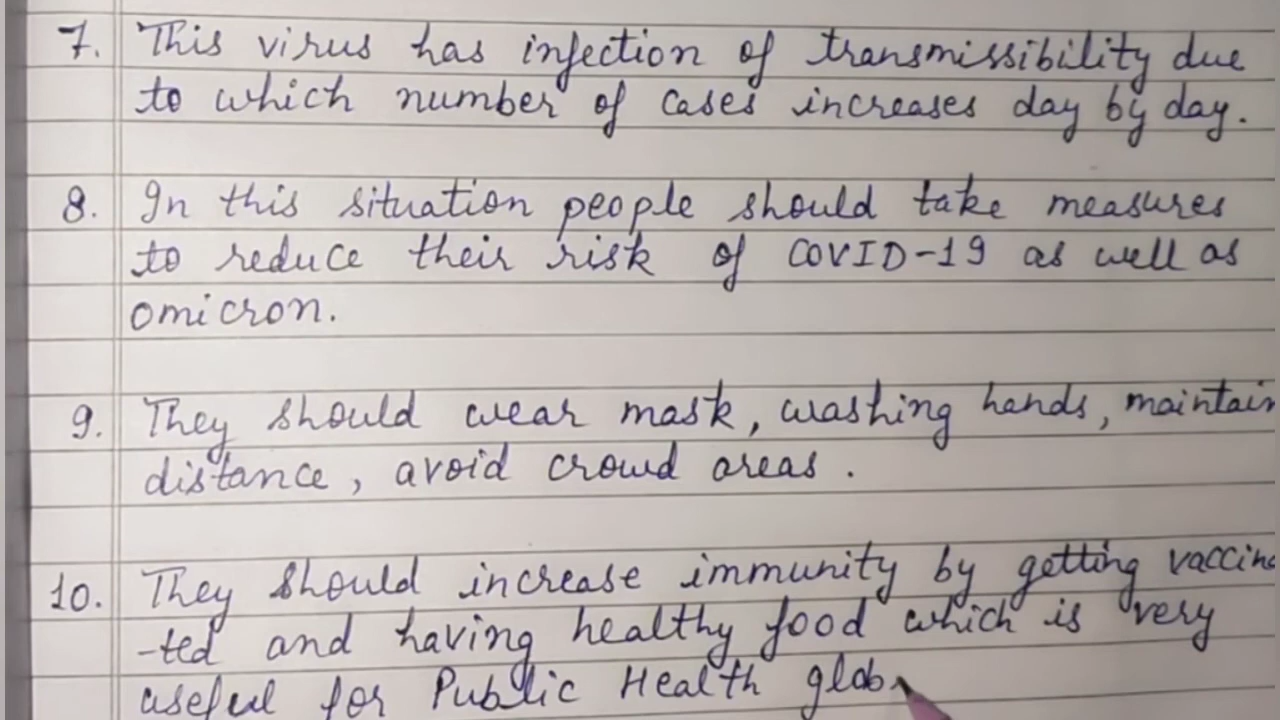 7. This virus has infection of transmissibility due
to which number of cases increases day by day.
8. In this situation people should take measures
to reduce their risk of COVID-19 as well as
omicron.
9. They should wear mask, washing hands, maintain
distance, avoid crowd areas.
10. They should increase immunity by getting vaccina
-ted and having healthy food which is very
useful for Public Health glob